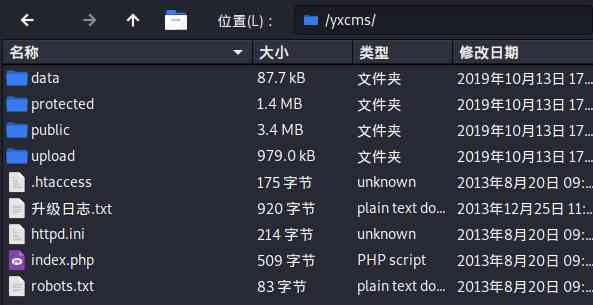 位置(L)： /yxcms/
名称 大小 类型 修改日期
data 87.7 kB 文件夹 2019年10月13日 17...
protected 1.4 MB 文件夹 2019年10月13日 17...
public 3.4 MB 文件夹 2019年10月13日 17...
upload 979.0 kB 文件夹 2019年10月13日 17...
.htaccess 175 字节 unknown 2013年8月20日 09:...
升级日志.txt 920 字节 plain text do... 2013年12月25日 11:...
httpd.ini 214 字节 unknown 2013年8月20日 09:...
index.php 509 字节 PHP script 2013年8月20日 09:...
robots.txt 83 字节 plain text do... 2013年8月20日 09:...